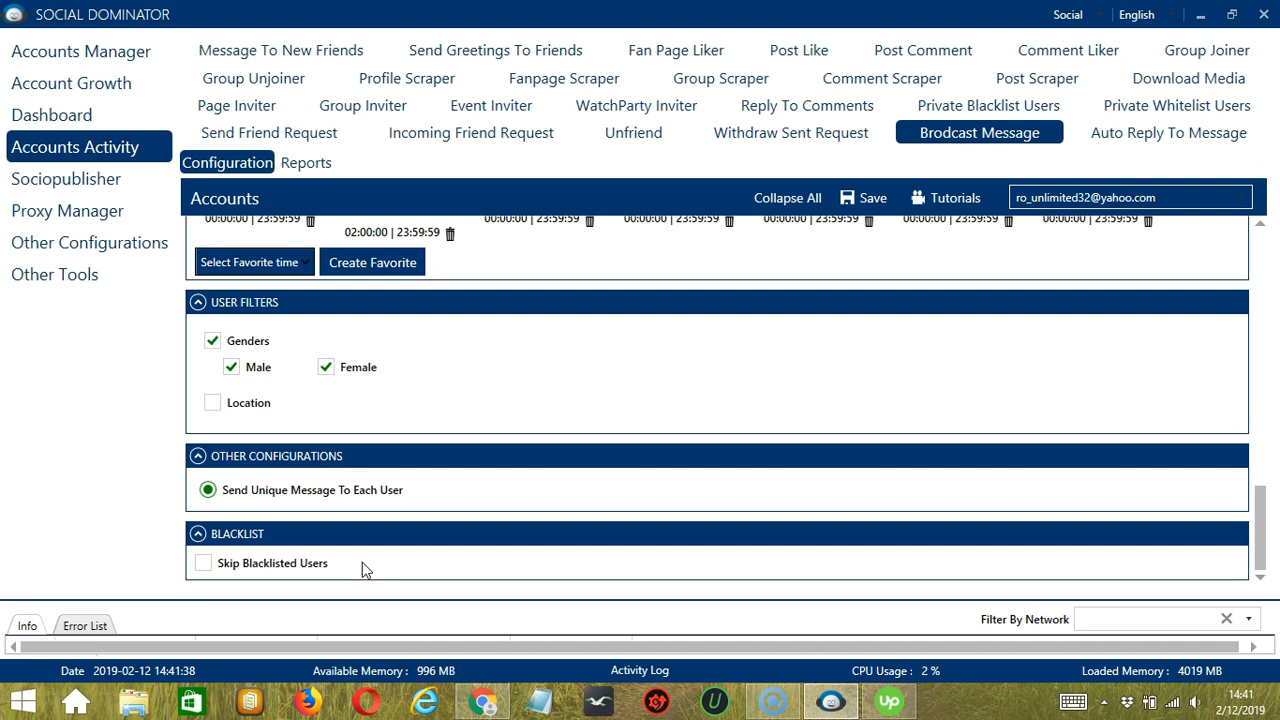 SOCIAL DOMINATOR
Social
English
Accounts Manager
Account Growth
Dashboard
Accounts Activity
Sociopublisher
Proxy Manager
Other Configurations
Other Tools
Message To New Friends
Send Greetings To Friends
Fan Page Liker
Post Like
Post Comment
Comment Liker
Group Joiner
Group Unjoiner
Profile Scraper
Fanpage Scraper
Group Scraper
Comment Scraper
Post Scraper
Download Media
Page Inviter
Group Inviter
Event Inviter
WatchParty Inviter
Reply To Comments
Private Blacklist Users
Private Whitelist Users
Send Friend Request
Incoming Friend Request
Unfriend
Withdraw Sent Request
Brodcast Message
Auto Reply To Message
Configuration
Reports
Accounts
Collapse All
Save
Tutorials
ro_unlimited32@yahoo.com
00:00:00 | 23:59:59
00:00:00 | 23:59:59
00:00:00 | 23:59:59
00:00:00 | 23:59:59
00:00:00 | 23:59:59
00:00:00 | 23:59:59
02:00:00 | 23:59:59
Select Favorite time
Create Favorite
USER FILTERS
Genders
Male
Female
Location
OTHER CONFIGURATIONS
Send Unique Message To Each User
BLACKLIST
Skip Blacklisted Users
Info
Error List
Filter By Network
Date 2019-02-12 14:41:38
Available Memory : 996 MB
Activity Log
CPU Usage : 2 %
Loaded Memory : 4019 MB
up
14:41
2/12/2019